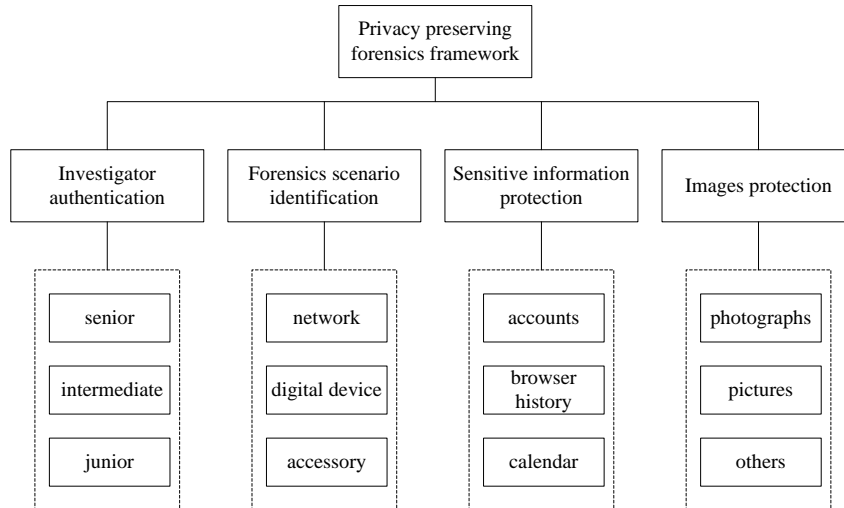 Privacy preserving
forensics framework
Investigator
authentication
Forensics scenario
identification
Sensitive information
protection
Images protection
senior
network
accounts
photographs
intermediate
digital device
browser
history
pictures
junior
accessory
calendar
others